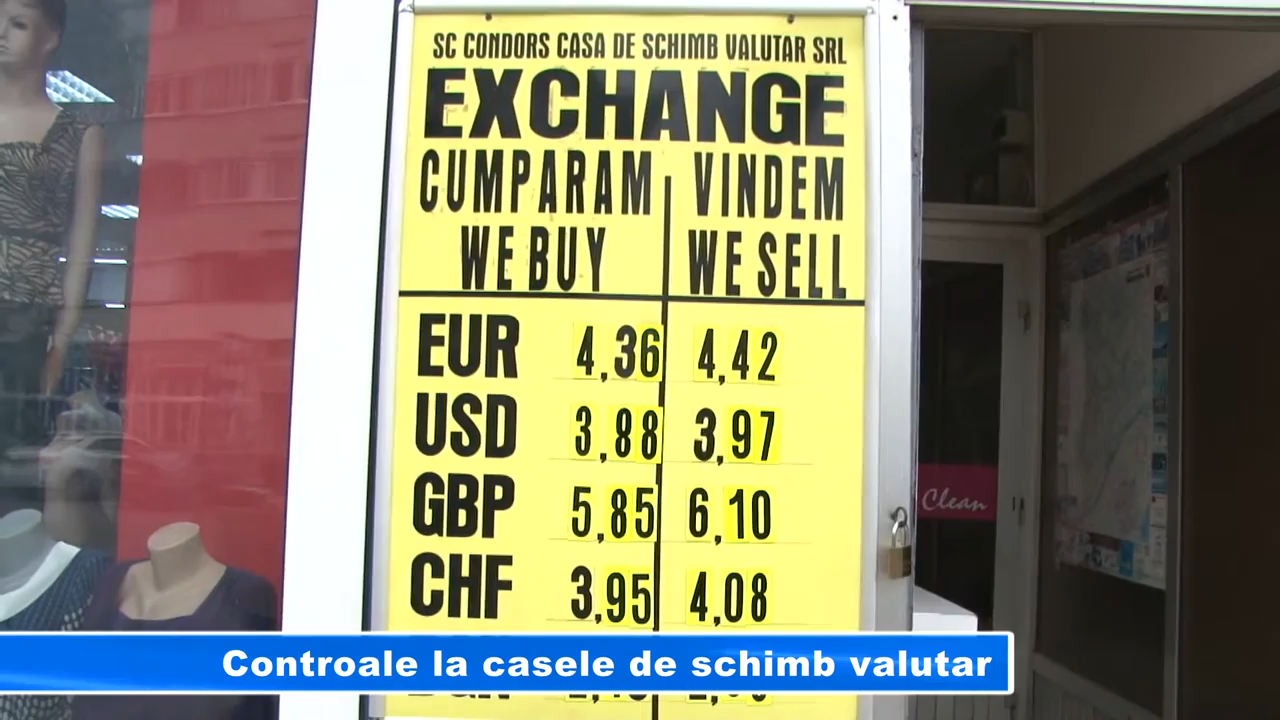 SC CONDORS CASA DE SCHIMB VALUTAR SRL
EXCHANGE
CUMPARAM VINDEM
WE BUY WE SELL
EUR 4,36 4,42
USD 3,88 3,97
GBP 5,85 6,10
CHF 3,95 4,08
Clean
Controale la casele de schimb valutar